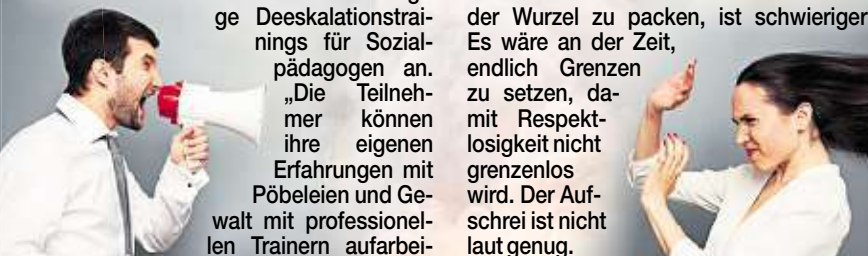 ge Deeskalationstrai-
nings für Sozial-
pädagogen an.
„Die Teilneh-
mer können
ihre eigenen
Erfahrungen mit
Pöbeleien und Ge-
walt mit professionel-
len Trainern aufarbei-
der Wurzel zu packen, ist schwieriger
Es wäre an der Zeit,
endlich Grenzen
zu setzen, da-
mit Respekt-
losigkeit nicht
grenzenlos
wird. Der Auf-
schrei ist nicht
laut genug.